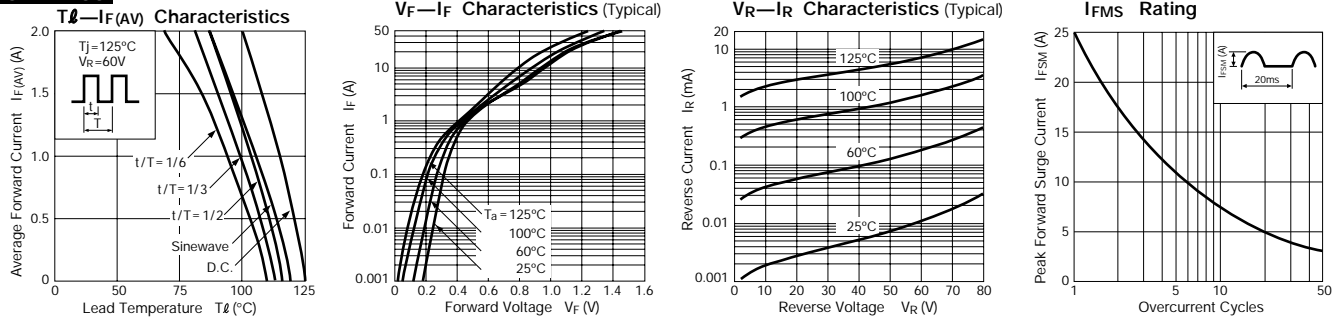 Tℓ—IF(AV) Characteristics
2.0
1.5
1.0
0.5
0
Average Forward Current IF(AV) (A)
Tj=125°C
VR=60V
t
T
t/T=1/6
t/T=1/3
t/T=1/2
Sinewave
D.C.
0
50
75
100
125
Lead Temperature Tℓ (°C)
VF—IF Characteristics (Typical)
50
10
1
0.1
0.01
0.001
Forward Current IF (A)
Ta=125°C
100°C
60°C
25°C
0
0.2
0.4
0.6
0.8
1.0
1.2
1.4
1.6
Forward Voltage VF (V)
VR—IR Characteristics (Typical)
20
10
1
0.1
0.01
0.001
Reverse Current IR (mA)
125°C
100°C
60°C
25°C
0
10
20
30
40
50
60
70
80
Reverse Voltage VR (V)
IFMS Rating
25
20
15
10
5
0
Peak Forward Surge Current IFSM (A)
IFSM (A)
20ms
1
5
10
50
Overcurrent Cycles